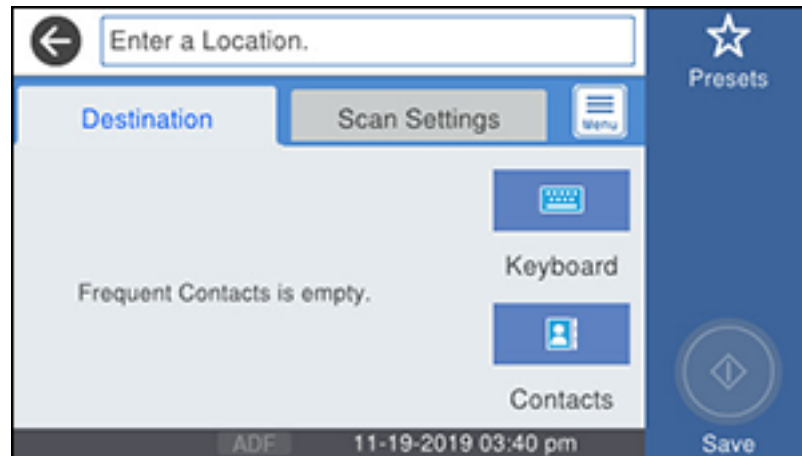 Enter a Location.
Presets
Destination
Scan Settings
Menu
Keyboard
Frequent Contacts is empty.
Contacts
ADF
11-19-2019 03:40 pm
Save